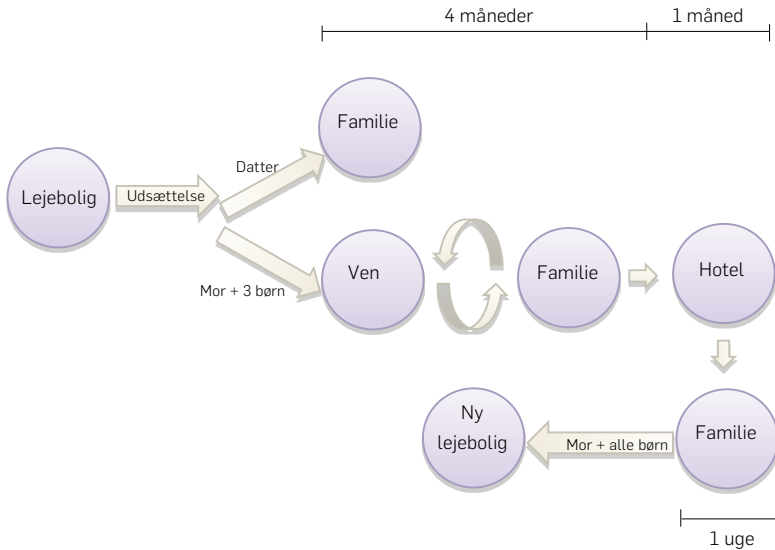 4 måneder
1 måned
Familie
Datter
Lejebolig
Udsættelse
Mor + 3 børn
Ven
Familie
Hotel
Ny
lejebolig
Mor + alle børn
Familie
1 uge